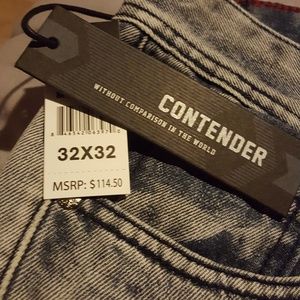 CONTENDER
WITHOUT COMPARISON IN THE WORLD
32X32
MSRP: $114.50